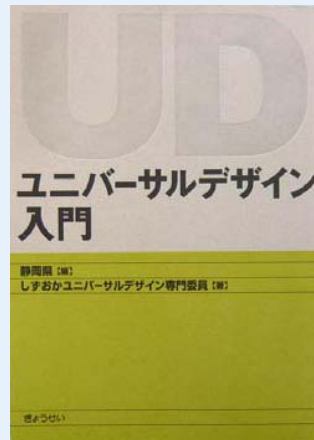 UD
ユニバーサルデザイン
入門
静岡県【編】
しずおかユニバーサルデザイン専門委員【著】
ぎょうせい